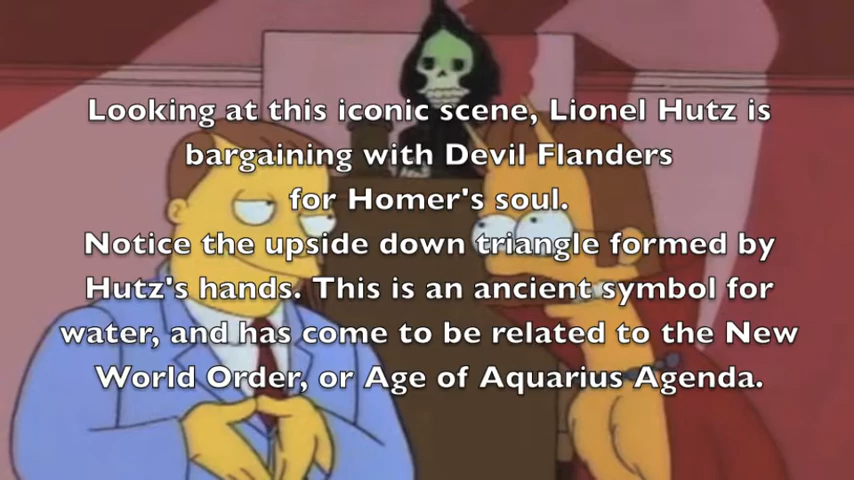 Looking at this iconic scene, Lionel Hutz is
bargaining with Devil Flanders
for Homer's soul.
Notice the upside down triangle formed by
Hutz's hands. This is an ancient symbol for
water, and has come to be related to the New
World Order, or Age of Aquarius Agenda.